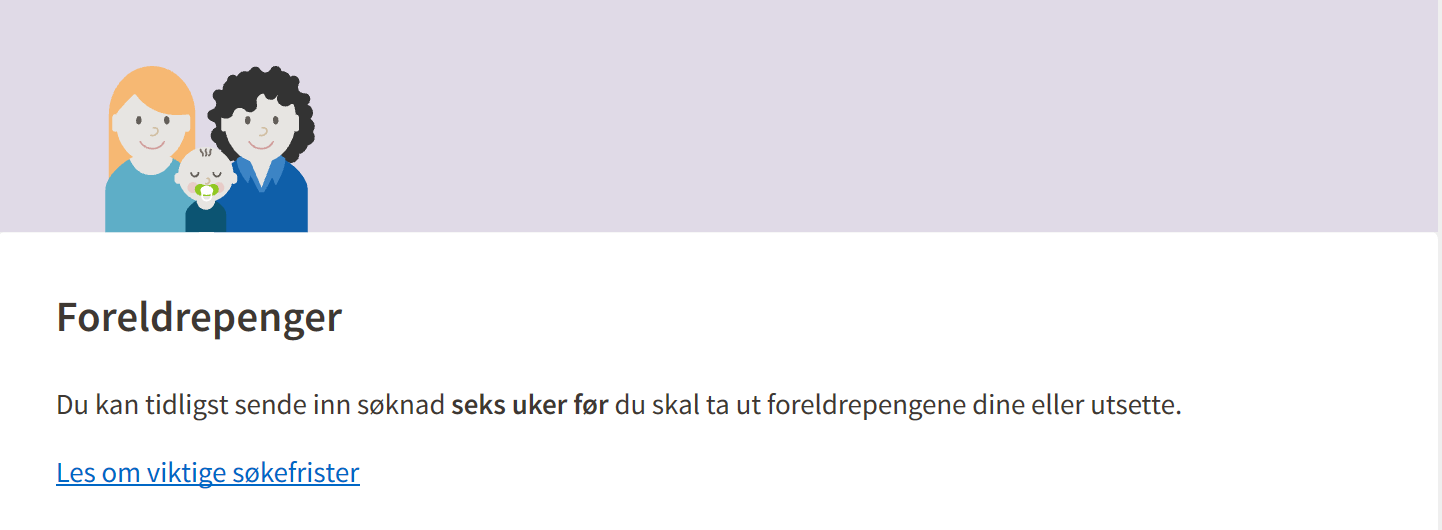 Foreldrepenger
Du kan tidligst sende inn søknad seks uker før du skal ta ut foreldrepengene dine eller utsette.
Les om viktige søkefrister